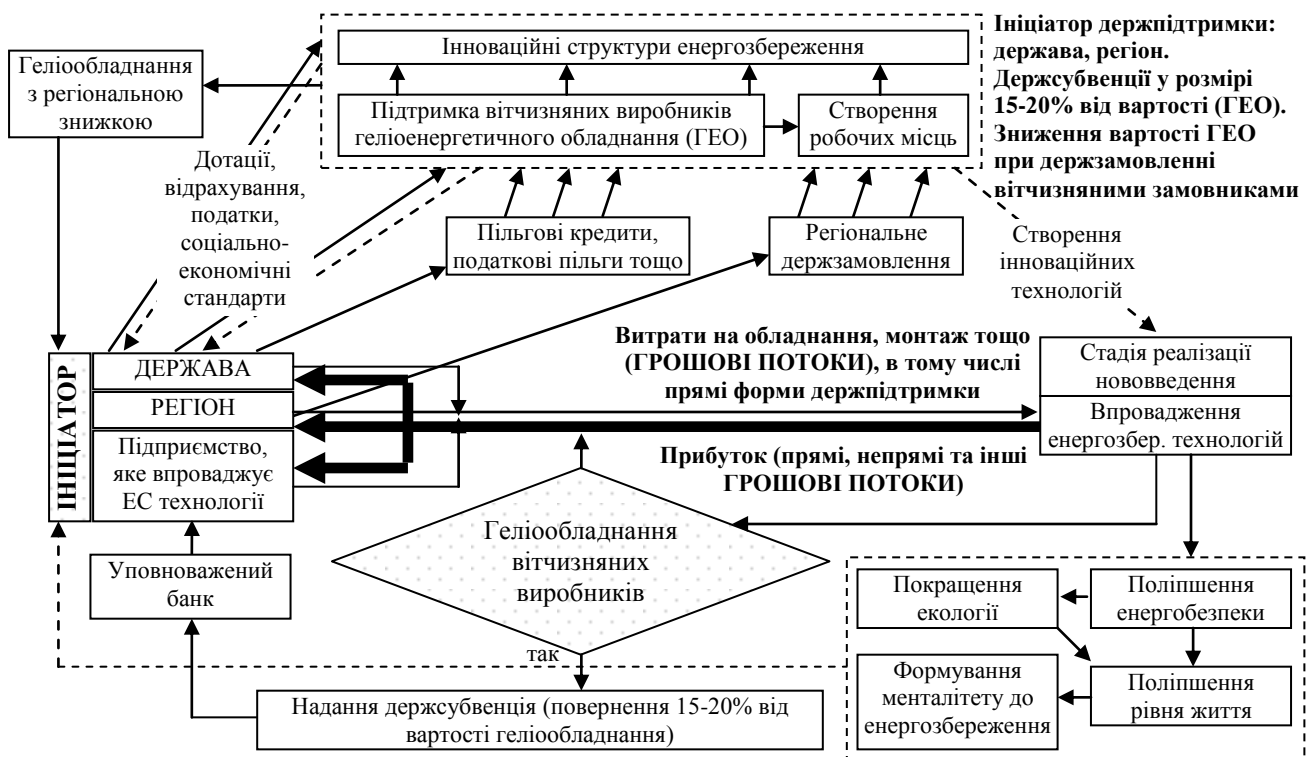 Геліообладнання
з регіональною
знижкою
Інноваційні структури енергозбереження
Підтримка вітчизняних виробників
геліоенергетичного обладнання (ГЕО)
Створення
робочих місць
Ініціатор держпідтримки:
держава, регіон.
Держсубвенції у розмірі
15-20% від вартості (ГЕО).
Зниження вартості ГЕО
при держзамовленні
вітчизняними замовниками
Дотації,
відрахування,
податки,
соціально-
економічні
стандарти
Пільгові кредити,
податкові пільги тощо
Регіональне
держзамовлення
Створення
інноваційних
технологій
ІНІЦІАТОР
ДЕРЖАВА
РЕГІОН
Підприємство,
яке впроваджує
ЕС технології
Витрати на обладнання, монтаж тощо
(ГРОШОВІ ПОТОКИ), в тому числі
прямі форми держпідтримки
Прибуток (прямі, непрямі та інші
ГРОШОВІ ПОТОКИ)
Стадія реалізації
нововведення
Впровадження
енергозбер. технологій
Геліообладнання
вітчизняних
виробників
так
Уповноважений
банк
Надання держсубвенція (повернення 15-20% від
вартості геліообладнання)
Покращення
екології
Поліпшення
енергобезпеки
Формування
менталітету до
енергозбереження
Поліпшення
рівня життя